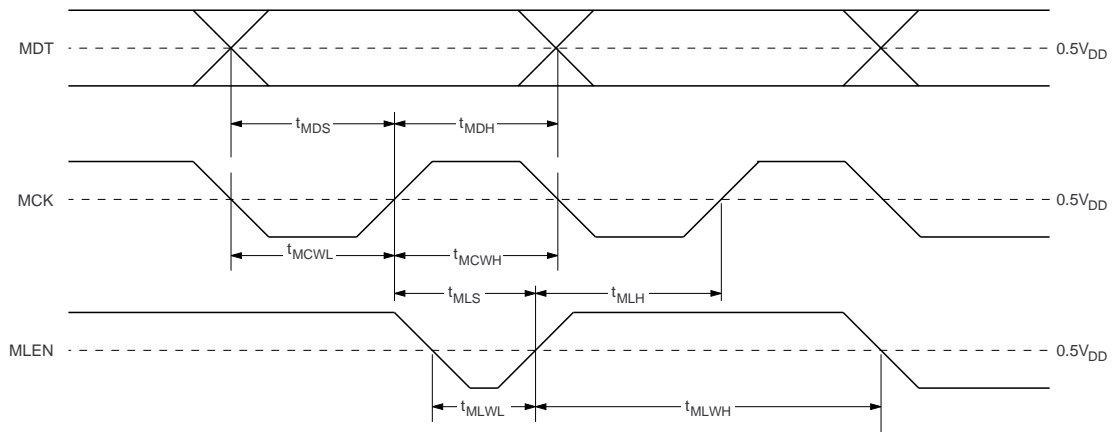 MDT 0.5VDD
tMDS tMDH
MCK 0.5VDD
tMCWL tMCWH
tMLS tMLH
MLEN 0.5VDD
tMLWL tMLWH